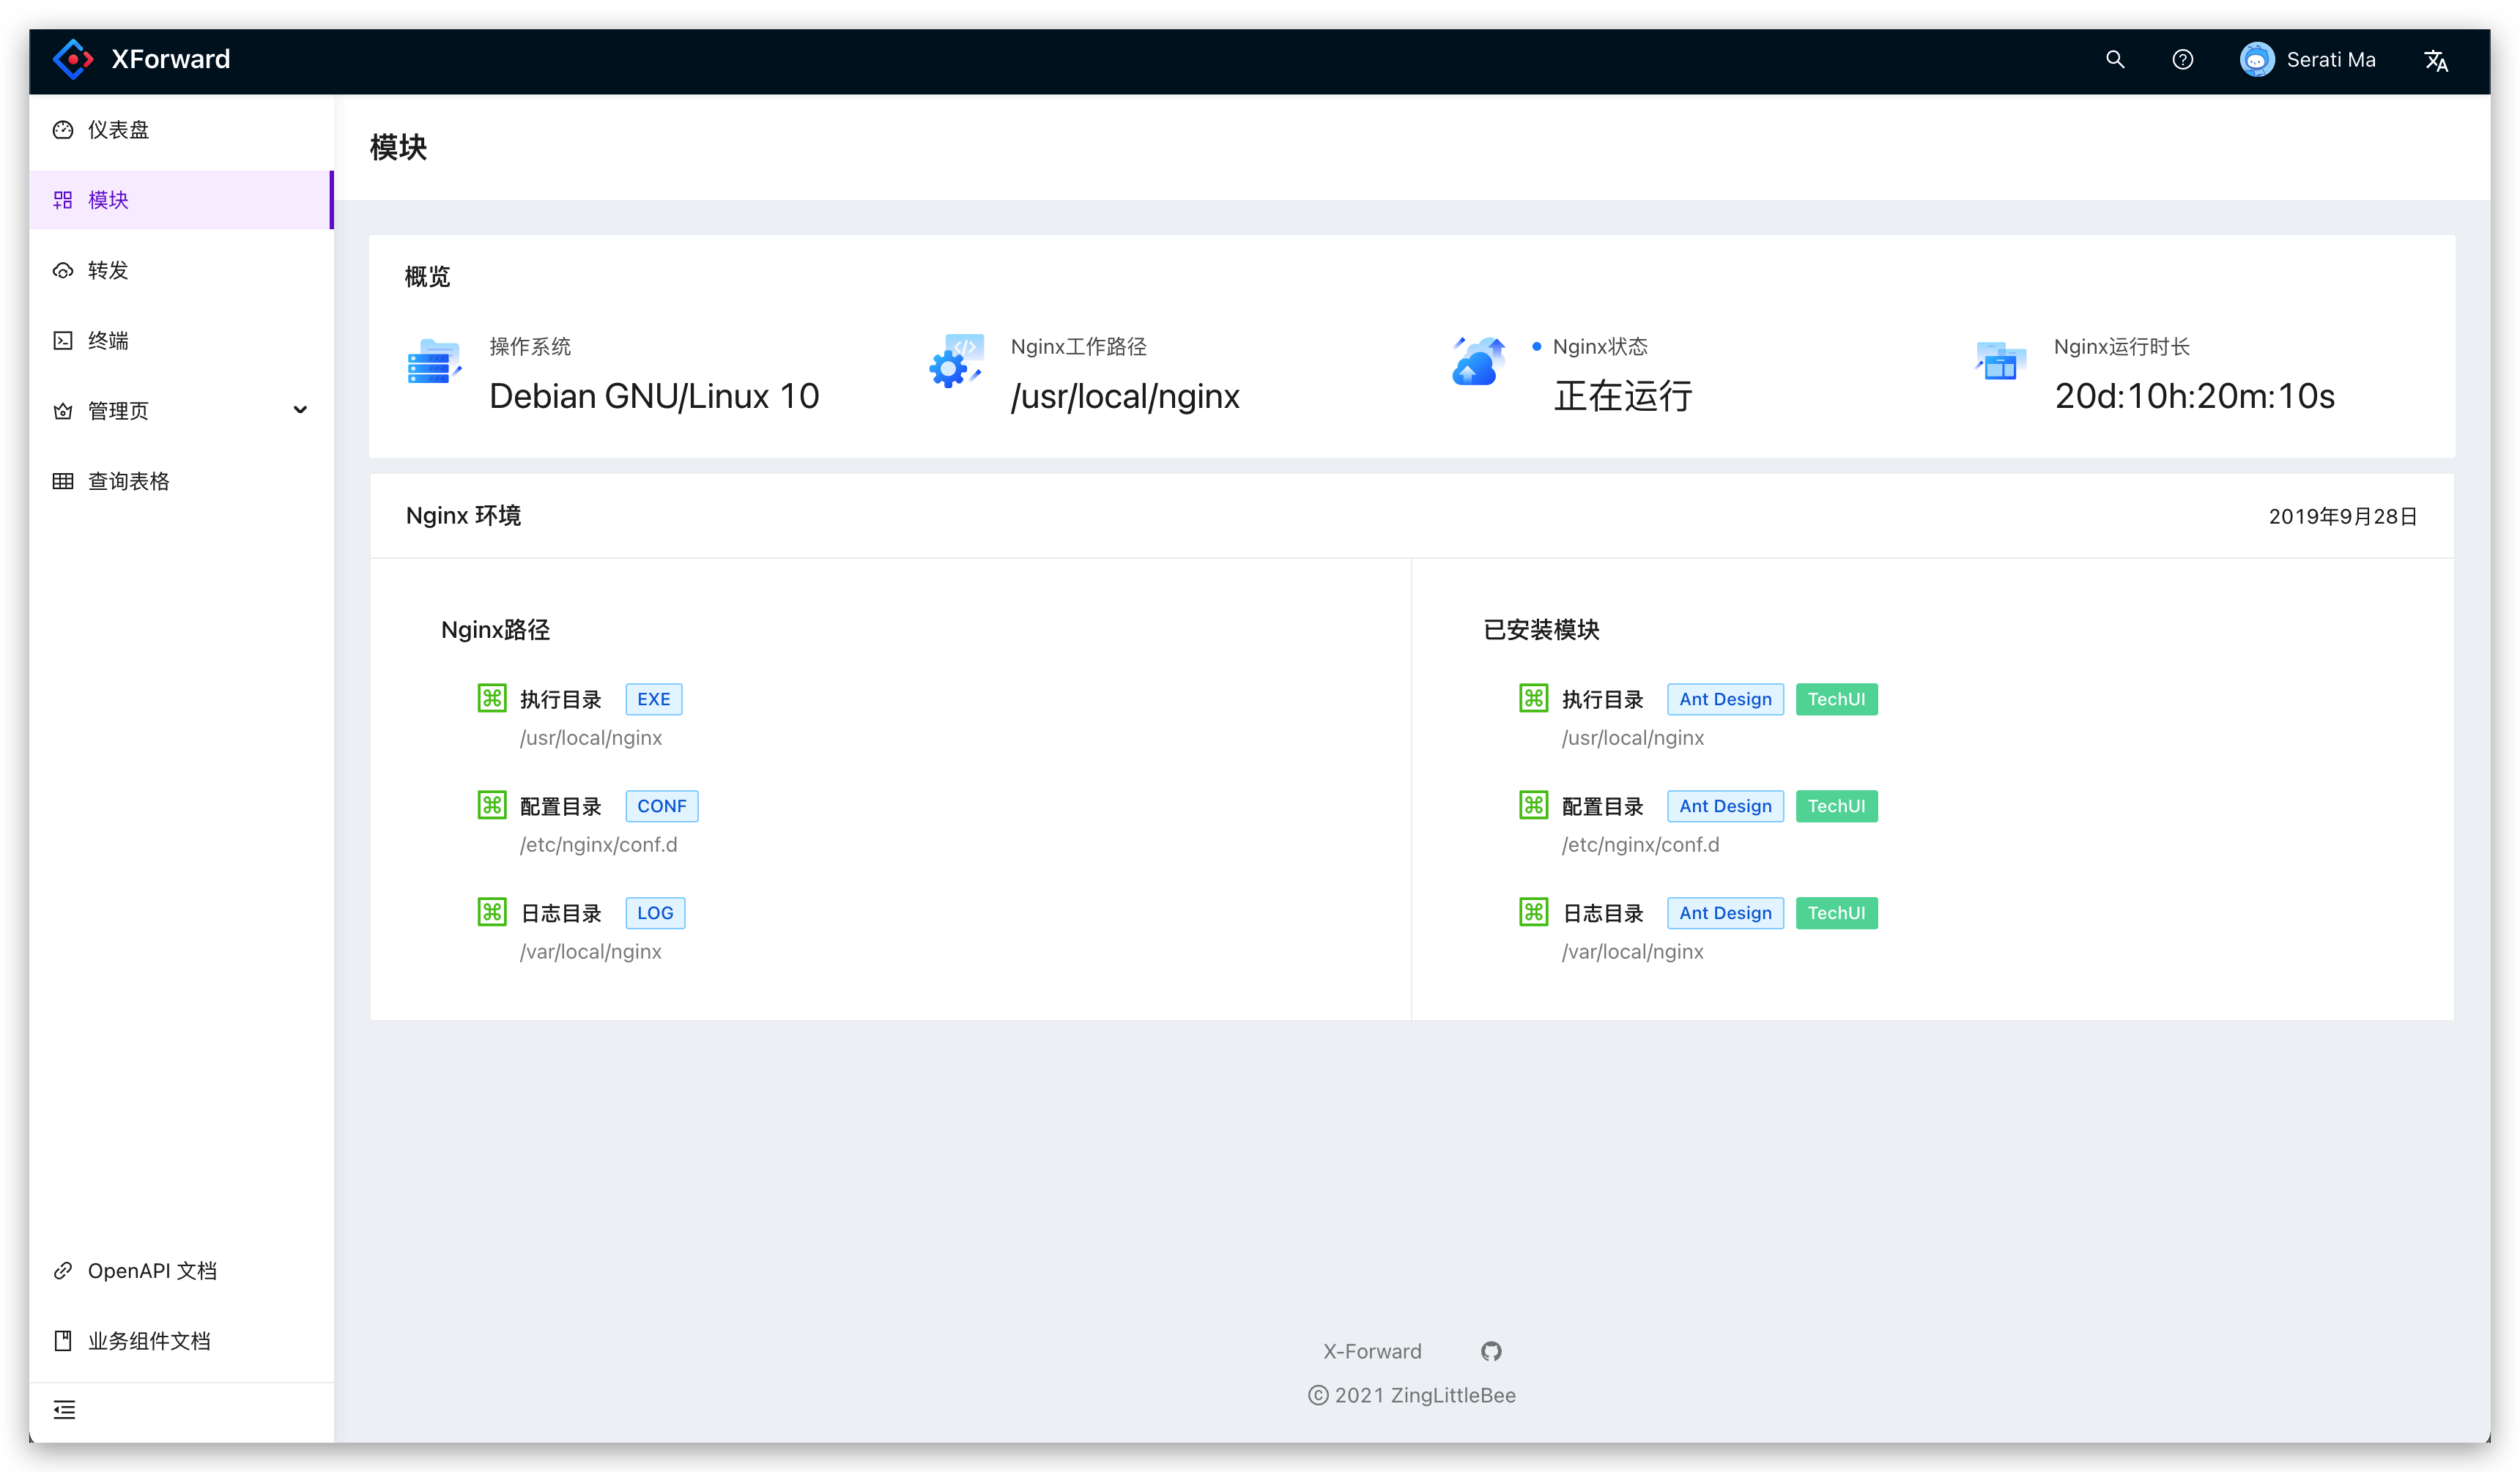 XForward
Serati Ma
仪表盘
模块
转发
终端
管理页
查询表格
OpenAPI 文档
业务组件文档
模块
概览
操作系统
Debian GNU/Linux 10
Nginx工作路径
/usr/local/nginx
Nginx状态
正在运行
Nginx运行时长
20d:10h:20m:10s
Nginx 环境
2019年9月28日
Nginx路径
执行目录 EXE
/usr/local/nginx
配置目录 CONF
/etc/nginx/conf.d
日志目录 LOG
/var/local/nginx
已安装模块
执行目录 Ant Design TechUI
/usr/local/nginx
配置目录 Ant Design TechUI
/etc/nginx/conf.d
日志目录 Ant Design TechUI
/var/local/nginx
X-Forward
© 2021 ZingLittleBee